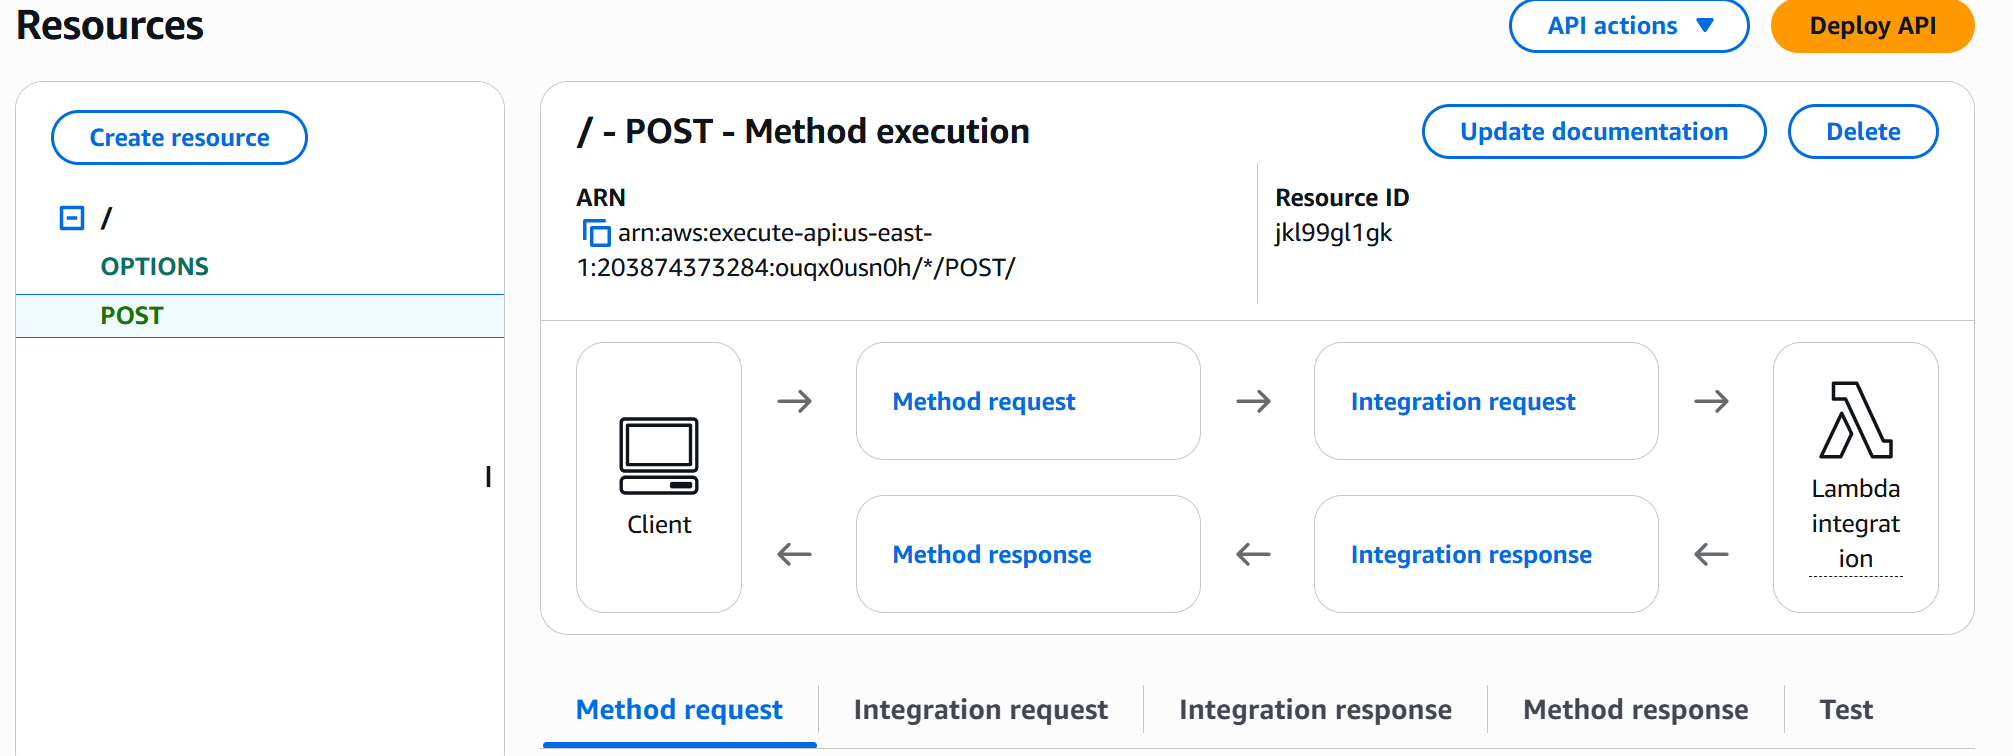 Resources
API actions
Deploy API
Create resource
/
OPTIONS
POST
/ - POST - Method execution
Update documentation
Delete
ARN
arn:aws:execute-api:us-east-
1:203874373284:ouqx0usn0h/*/POST/
Resource ID
jkl99gl1gk
Client
Method request
Integration request
Method response
Integration response
Lambda
integrat
ion
Method request
Integration request
Integration response
Method response
Test